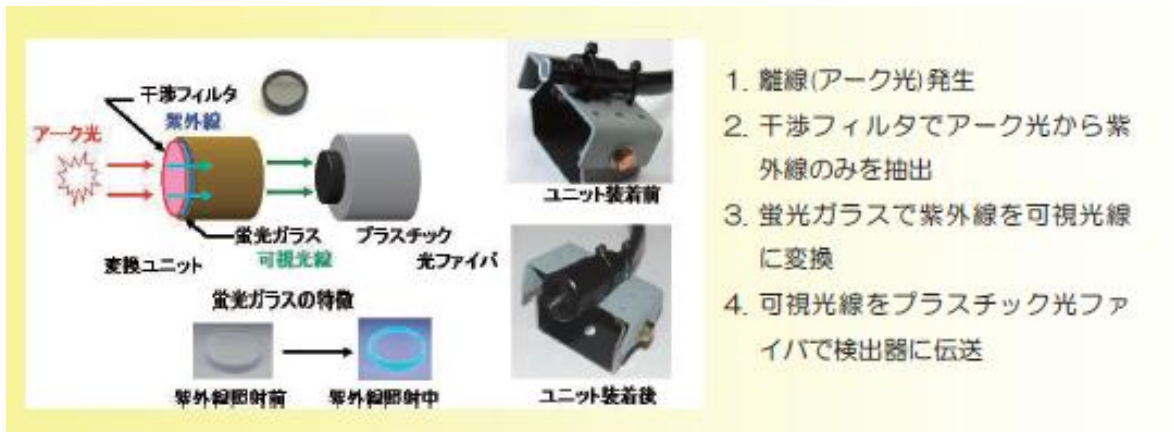 干渉フィルタ
紫外線
アーク光
蛍光ガラス
可視光線
変換ユニット
プラスチック
光ファイバ
蛍光ガラスの特徴
紫外線照射前
紫外線照射中
ユニット装着前
ユニット装着後
1. 離線(アーク光)発生
2. 干渉フィルタでアーク光から紫
外線のみを抽出
3. 蛍光ガラスで紫外線を可視光線
に変換
4. 可視光線をプラスチック光ファ
イバで検出器に伝送